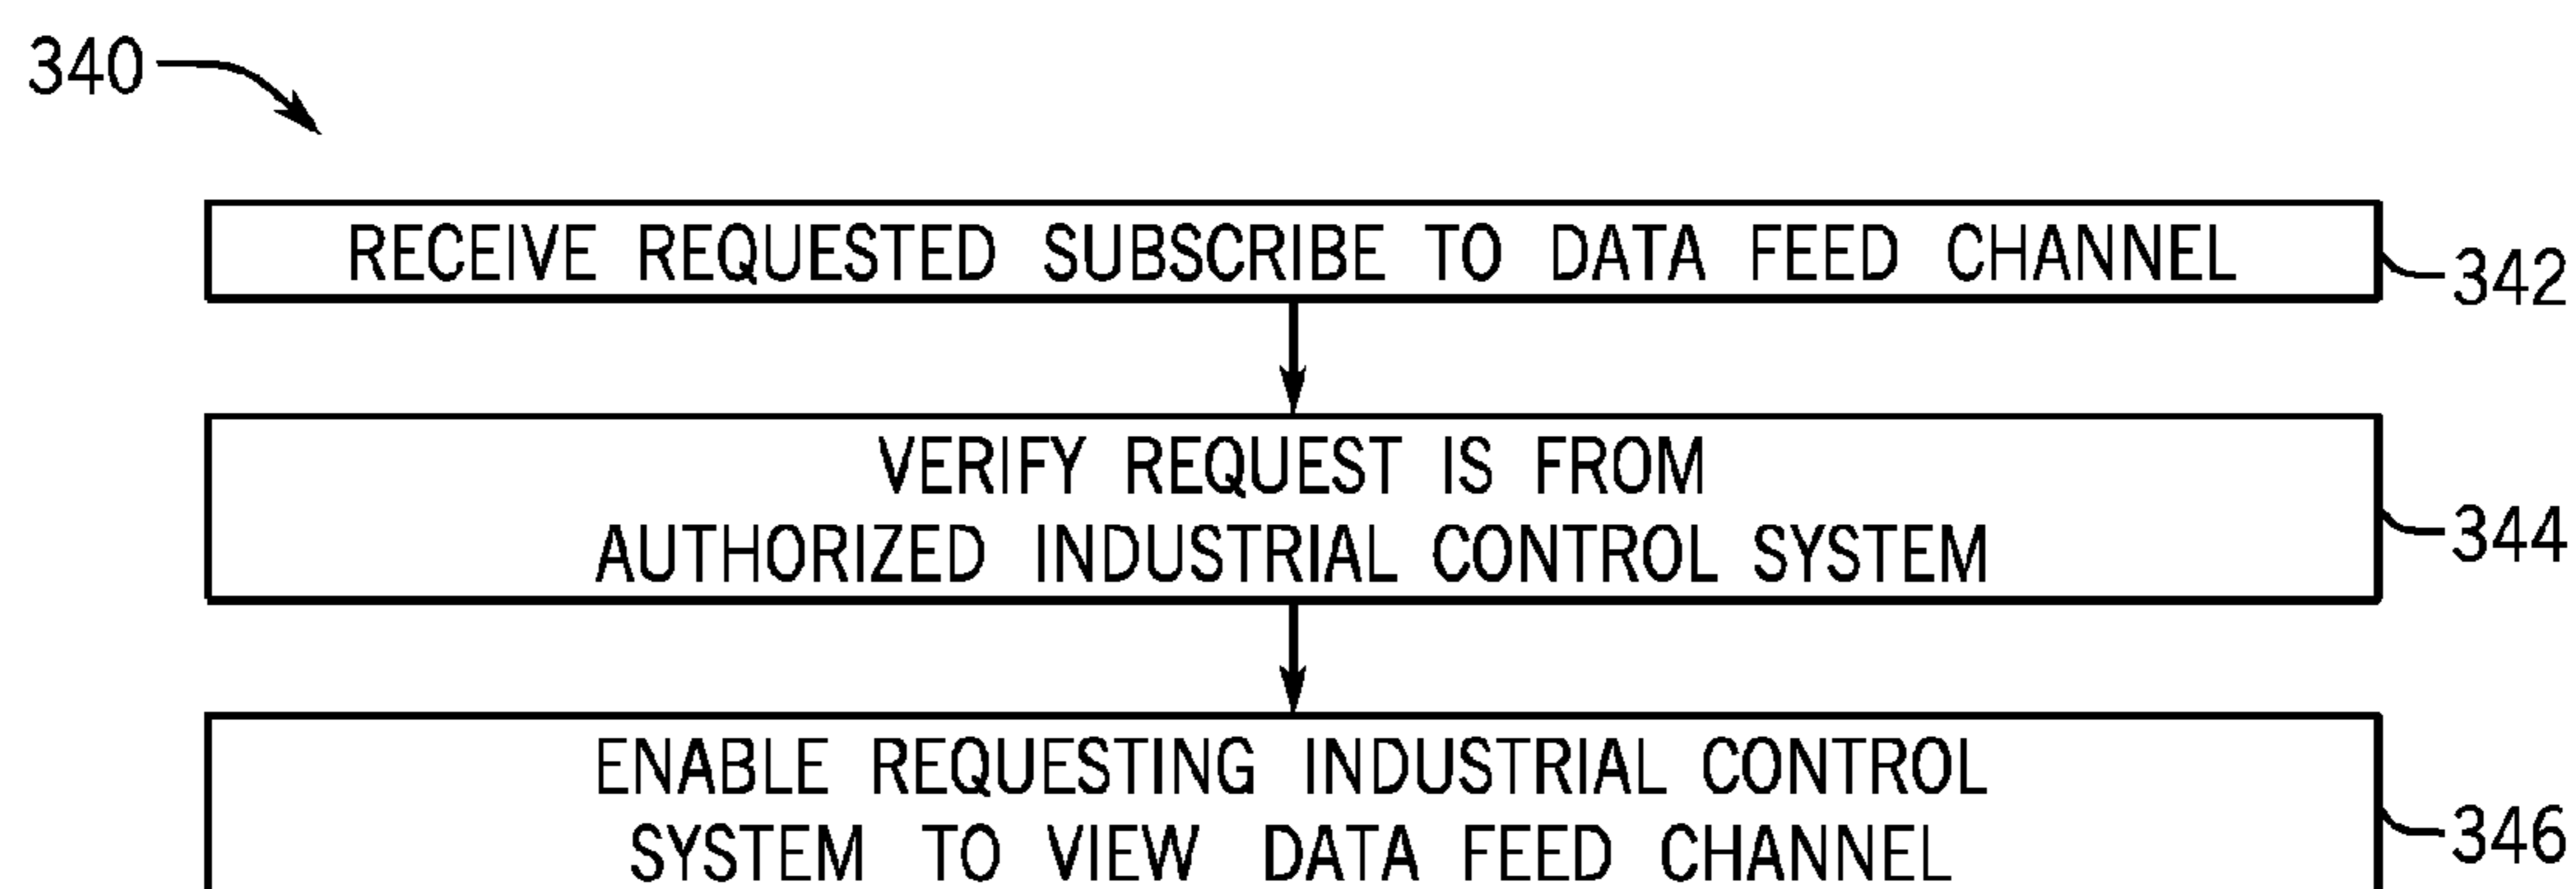 340
RECEIVE REQUESTED SUBSCRIBE TO DATA FEED CHANNEL
342
VERIFY REQUEST IS FROM
AUTHORIZED INDUSTRIAL CONTROL SYSTEM
344
ENABLE REQUESTING INDUSTRIAL CONTROL
SYSTEM TO VIEW DATA FEED CHANNEL
346